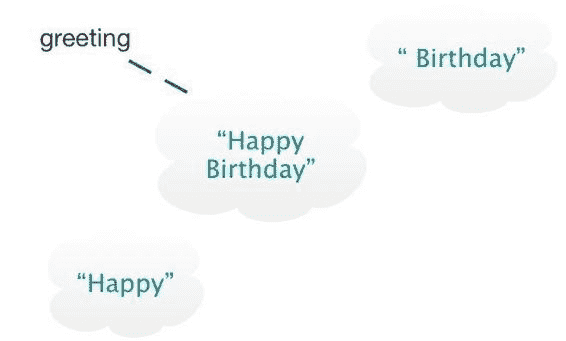 greeting
“ Birthday”
“Happy
Birthday”
“Happy”